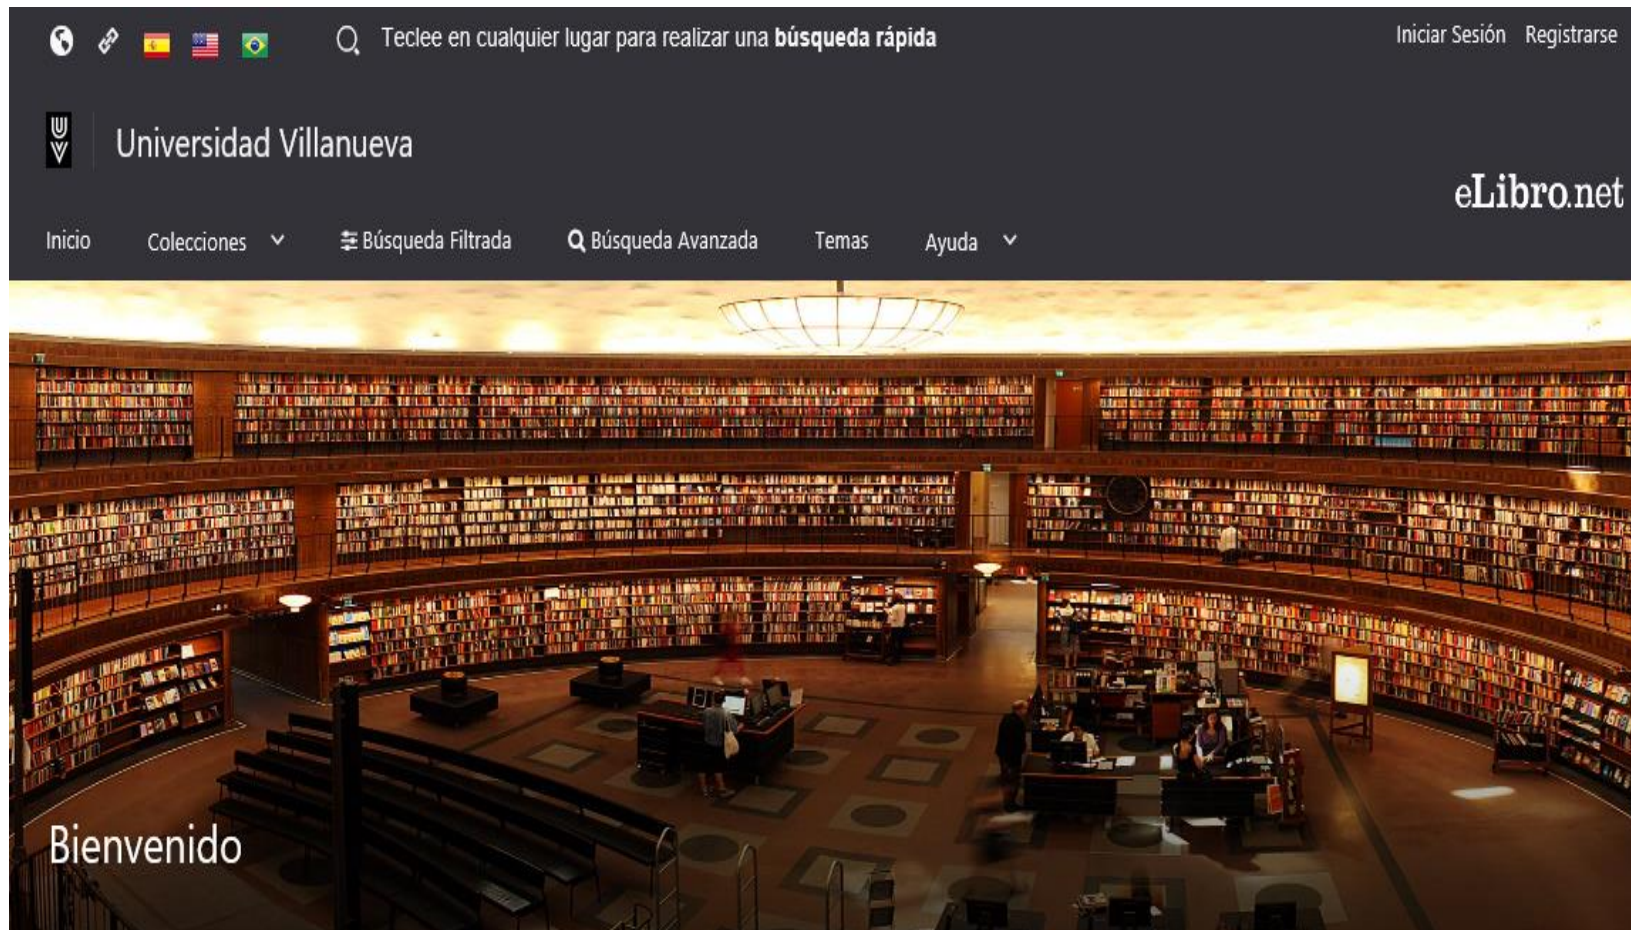 Teclee en cualquier lugar para realizar una búsqueda rápida
Iniciar Sesión Registrarse
UV
Universidad Villanueva
eLibro.net
Inicio Colecciones Búsqueda Filtrada Búsqueda Avanzada Temas Ayuda
Bienvenido